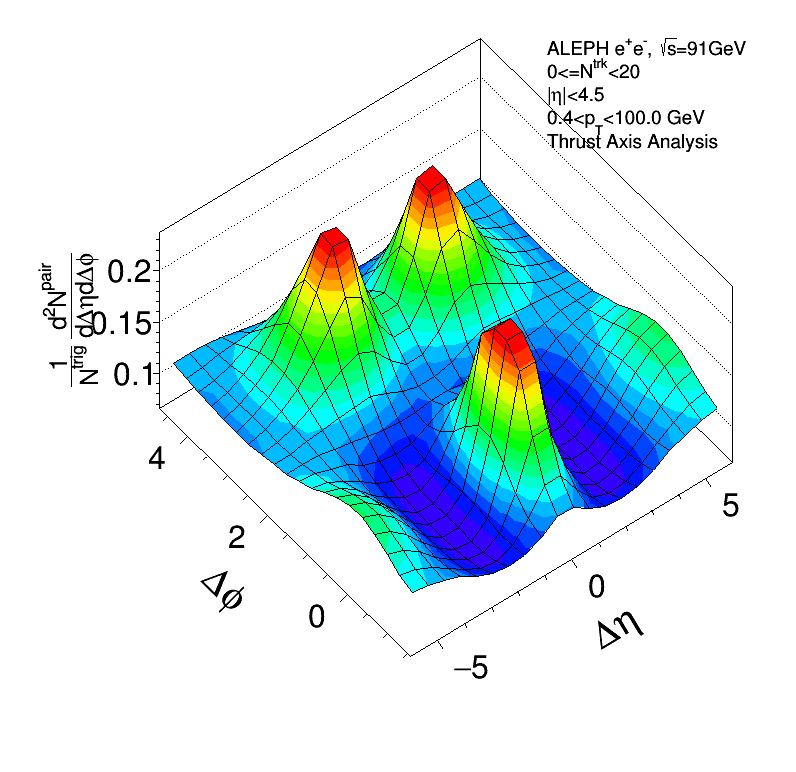 ALEPH e⁺e⁻, √s=91GeV
0<=N^trk<20
|η|<4.5
0.4<p_T<100.0 GeV
Thrust Axis Analysis
1/N^trig d²N^pair/dΔηdΔϕ
0.2
0.15
0.1
4
2
0
Δϕ
−5
0
5
Δη